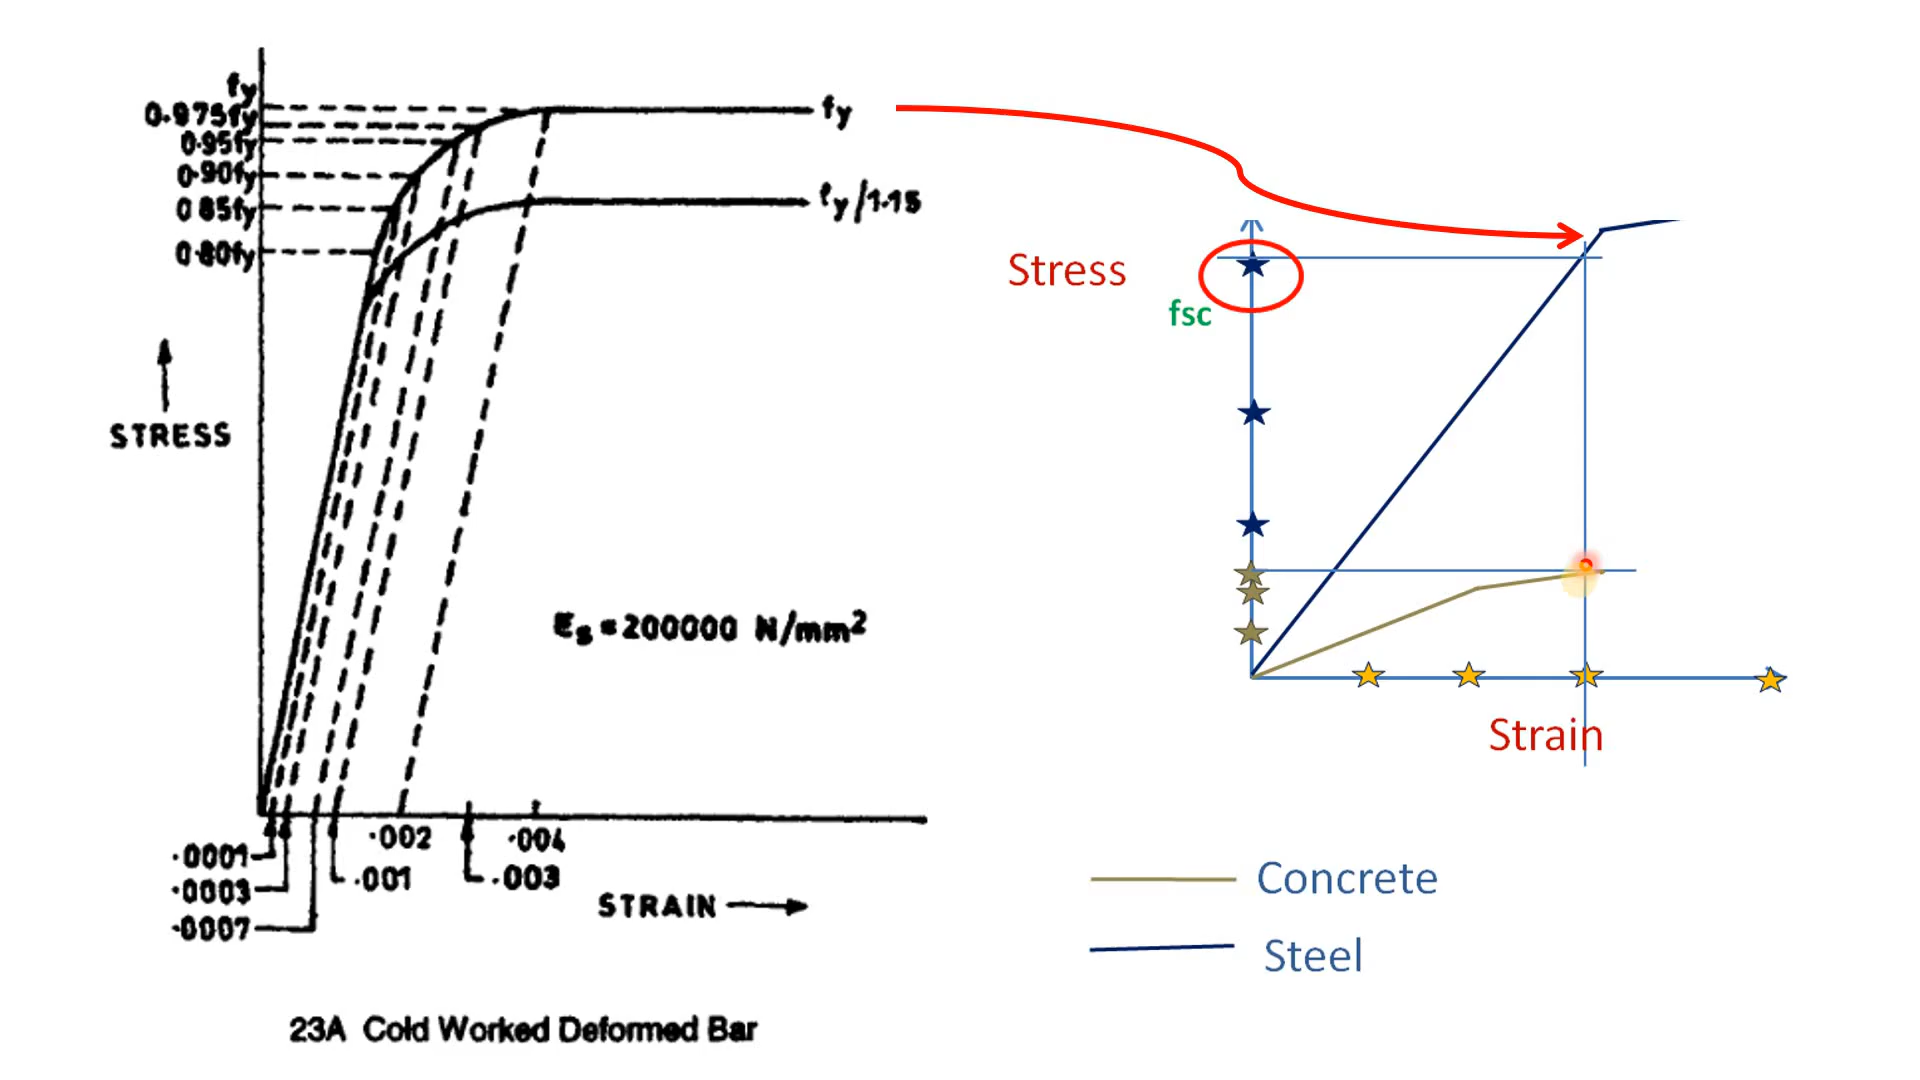 fy
0.975fy
0.95fy
0.90fy
0.85fy
0.80fy
fy
fy/1.15
STRESS
Es = 200000 N/mm2
.002
.004
.0001
.001
.003
.0003
.0007
STRAIN
23A Cold Worked Deformed Bar
Stress
fsc
Strain
Concrete
Steel